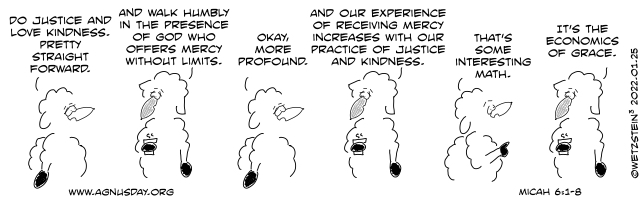 DO JUSTICE AND
LOVE KINDNESS.
PRETTY
STRAIGHT
FORWARD.
AND WALK HUMBLY
IN THE PRESENCE
OF GOD WHO
OFFERS MERCY
WITHOUT LIMITS.
OKAY,
MORE
PROFOUND.
AND OUR EXPERIENCE
OF RECEIVING MERCY
INCREASES WITH OUR
PRACTICE OF JUSTICE
AND KINDNESS.
THAT'S
SOME
INTERESTING
MATH.
IT'S THE
ECONOMICS
OF GRACE.
WWW.AGNUSDAY.ORG
MICAH 6:1-8
©WETZSTEIN³ 2022.01.25